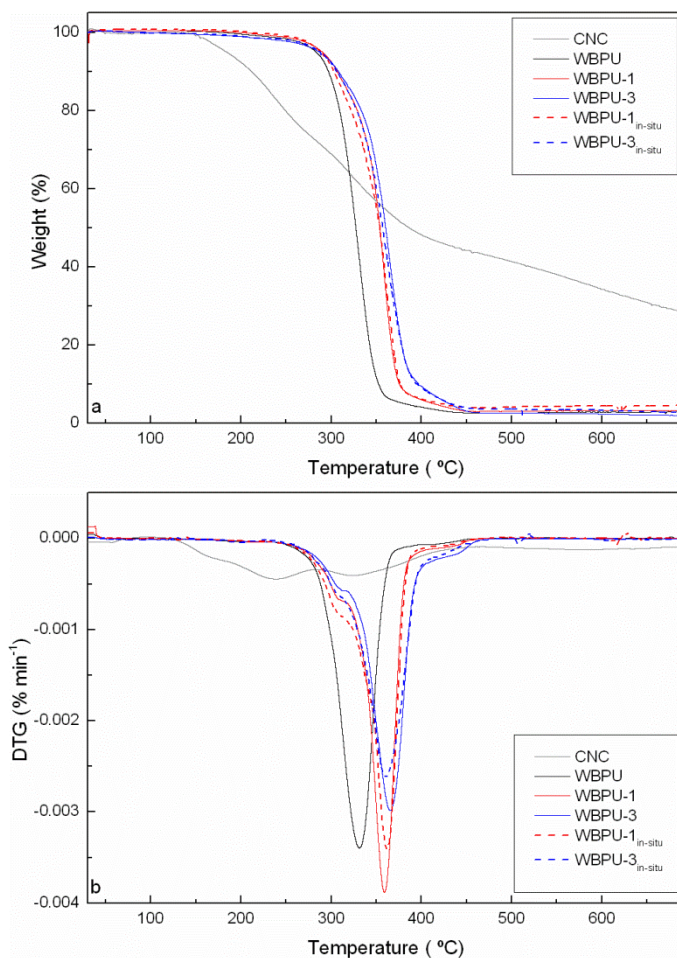 100
80
60
40
20
0
Weight (%)
CNC
WBPU
WBPU-1
WBPU-3
WBPU-1in-situ
WBPU-3in-situ
a
100
200
300
400
500
600
Temperature ( ºC)
0.000
-0.001
-0.002
-0.003
-0.004
DTG (% min-1)
CNC
WBPU
WBPU-1
WBPU-3
WBPU-1in-situ
WBPU-3in-situ
b
100
200
300
400
500
600
Temperature ( ºC)